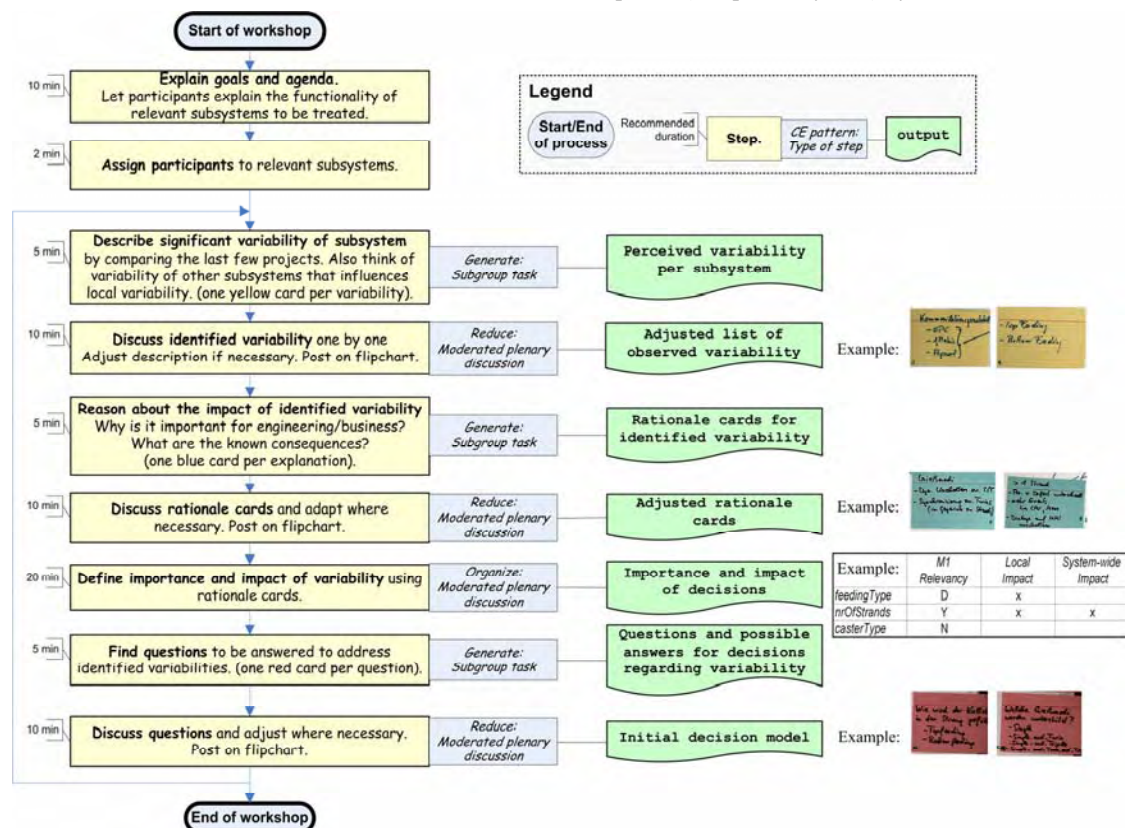 Start of workshop
10 min
Explain goals and agenda.
Let participants explain the functionality of
relevant subsystems to be treated.
2 min
Assign participants to relevant subsystems.
Legend
Start/End
of process
Recommended
duration
Step.
CE pattern:
Type of step
output
5 min
Describe significant variability of subsystem
by comparing the last few projects. Also think of
variability of other subsystems that influences
local variability. (one yellow card per variability).
Generate:
Subgroup task
Perceived variability
per subsystem
10 min
Discuss identified variability one by one
Adjust description if necessary. Post on flipchart.
Reduce:
Moderated plenary
discussion
Adjusted list of
observed variability
Example:
5 min
Reason about the impact of identified variability
Why is it important for engineering/business?
What are the known consequences?
(one blue card per explanation).
Generate:
Subgroup task
Rationale cards for
identified variability
10 min
Discuss rationale cards and adapt where
necessary. Post on flipchart.
Reduce:
Moderated plenary
discussion
Adjusted rationale
cards
Example:
20 min
Define importance and impact of variability using
rationale cards.
Organize:
Moderated plenary
discussion
Importance and impact
of decisions
Example: M1 Relevancy Local Impact System-wide Impact
feedingType D x
nrOfStrands Y x x
casterType N
5 min
Find questions to be answered to address
identified variabilities. (one red card per question).
Generate:
Subgroup task
Questions and possible
answers for decisions
regarding variability
10 min
Discuss questions and adjust where necessary.
Post on flipchart.
Reduce:
Moderated plenary
discussion
Initial decision model
Example:
End of workshop